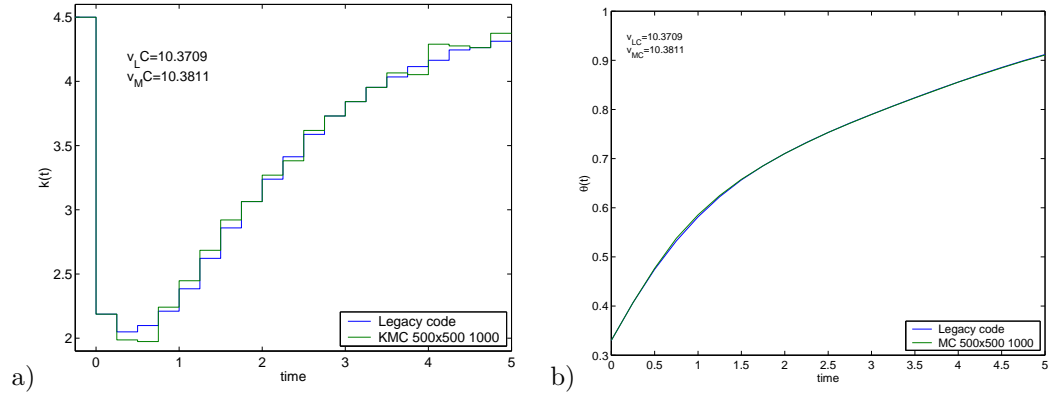 4.5
4
3.5
3
2.5
2
k(t)
v_LC=10.3709
v_MC=10.3811
Legacy code
KMC 500x500 1000
0 1 2 3 4 5
time
a)
1
0.9
0.8
0.7
0.6
0.5
0.4
0.3
θ(t)
v_LC=10.3709
v_MC=10.3811
Legacy code
MC 500x500 1000
0 0.5 1 1.5 2 2.5 3 3.5 4 4.5 5
time
b)